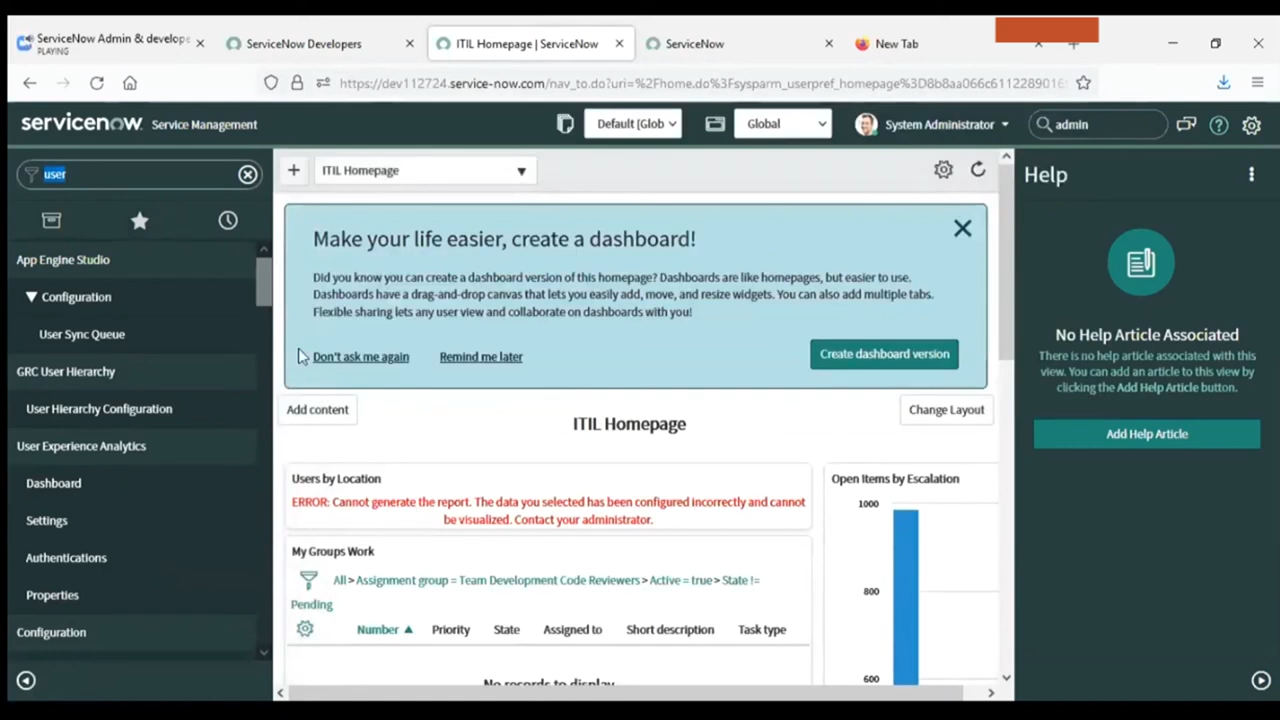 ServiceNow Admin & develope
PLAYING
ServiceNow Developers
ITIL Homepage | ServiceNow
ServiceNow
New Tab
https://dev112724.service-now.com/nav_to.do?uri=%2Fhome.do%3Fsysparm_userpref_homepage%3D8b8aa066c611228901
servicenow. Service Management
Default [Glob
Global
System Administrator
admin
user
App Engine Studio
Configuration
User Sync Queue
GRC User Hierarchy
User Hierarchy Configuration
User Experience Analytics
Dashboard
Settings
Authentications
Properties
Configuration
ITIL Homepage
Make your life easier, create a dashboard!
Did you know you can create a dashboard version of this homepage? Dashboards are like homepages, but easier to use.
Dashboards have a drag-and-drop canvas that lets you easily add, move, and resize widgets. You can also add multiple tabs.
Flexible sharing lets any user view and collaborate on dashboards with you!
Don't ask me again
Remind me later
Create dashboard version
Add content
ITIL Homepage
Change Layout
Users by Location
ERROR: Cannot generate the report. The data you selected has been configured incorrectly and cannot
be visualized. Contact your administrator.
My Groups Work
All > Assignment group = Team Development Code Reviewers > Active = true > State !=
Pending
Number Priority State Assigned to Short description Task type
No records to display
Open Items by Escalation
1000
800
600
Help
No Help Article Associated
There is no help article associated with this
view. You can add an article to this view by
clicking the Add Help Article button.
Add Help Article